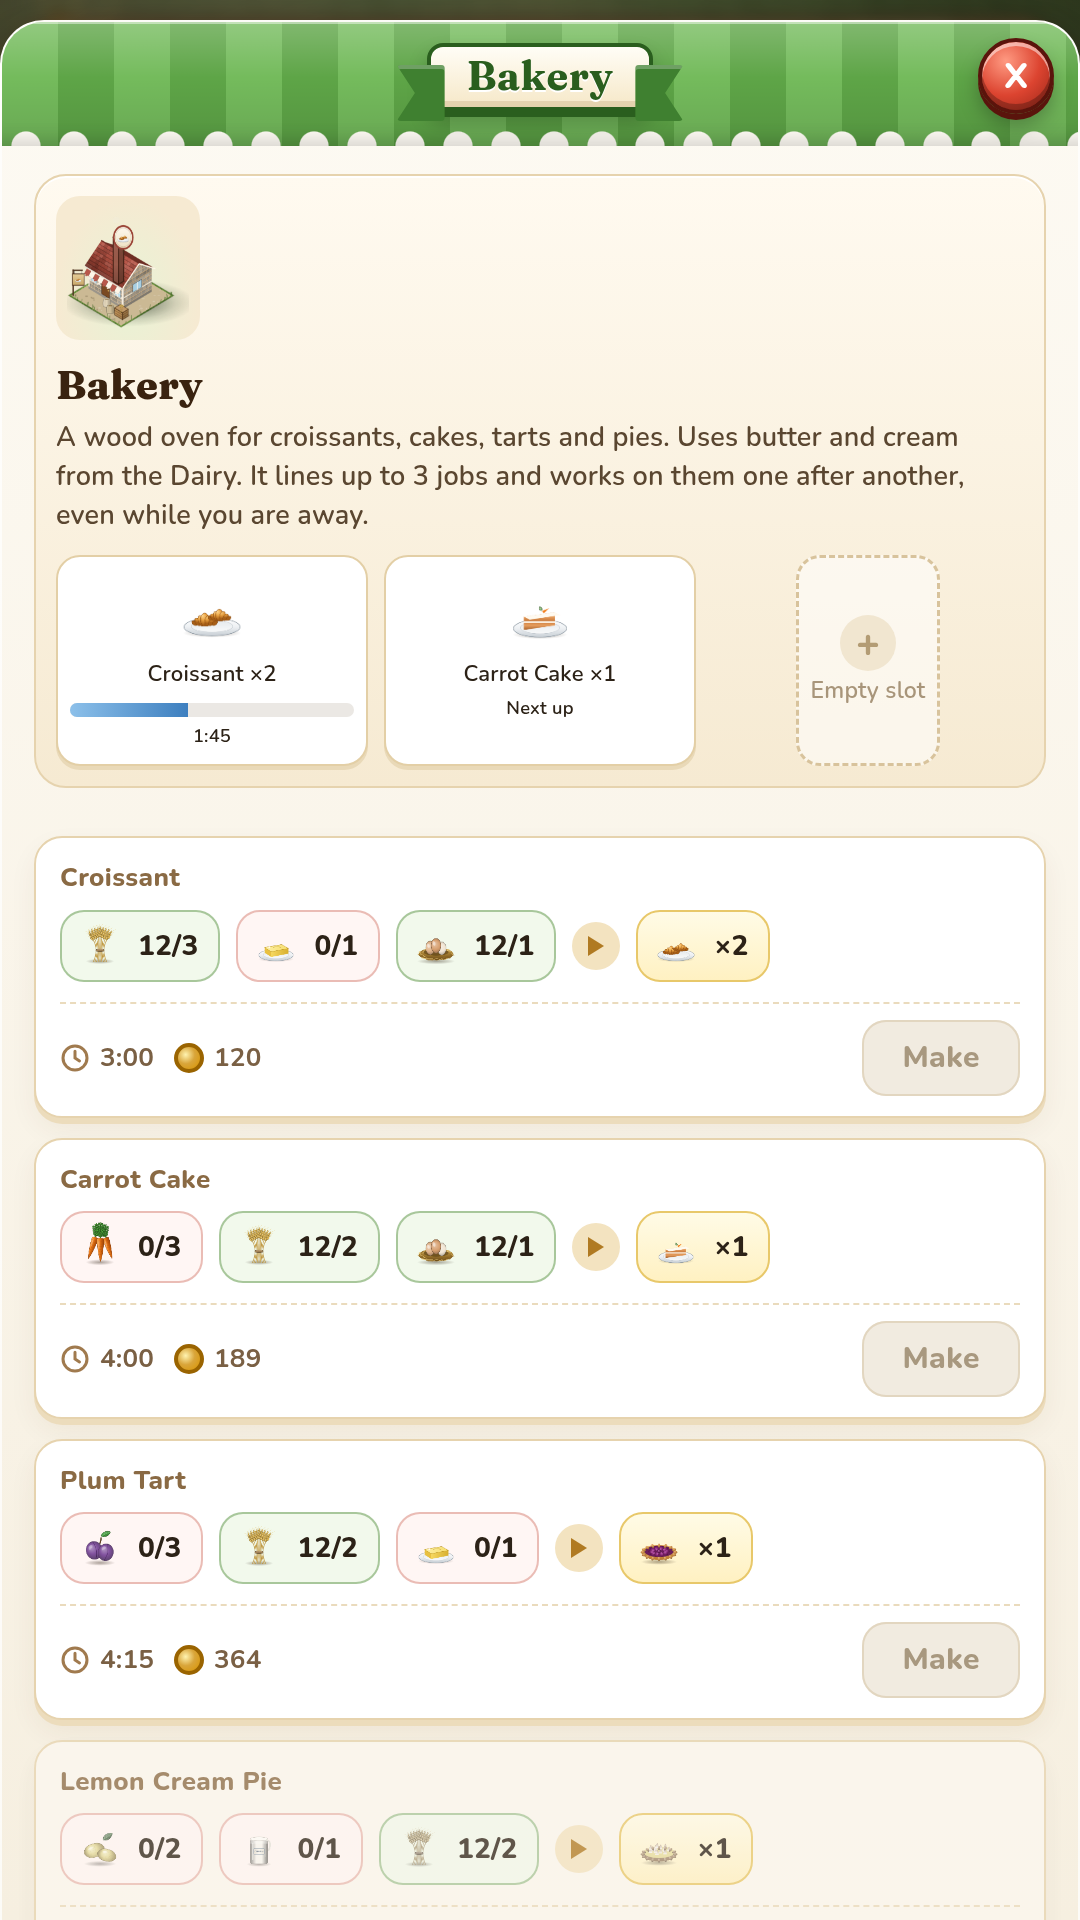 Bakery
X
Bakery
A wood oven for croissants, cakes, tarts and pies. Uses butter and cream
from the Dairy. It lines up to 3 jobs and works on them one after another,
even while you are away.
Croissant ×2
1:45
Carrot Cake ×1
Next up
+
Empty slot
Croissant
12/3 0/1 12/1 ×2
3:00 120 Make
Carrot Cake
0/3 12/2 12/1 ×1
4:00 189 Make
Plum Tart
0/3 12/2 0/1 ×1
4:15 364 Make
Lemon Cream Pie
0/2 0/1 12/2 ×1